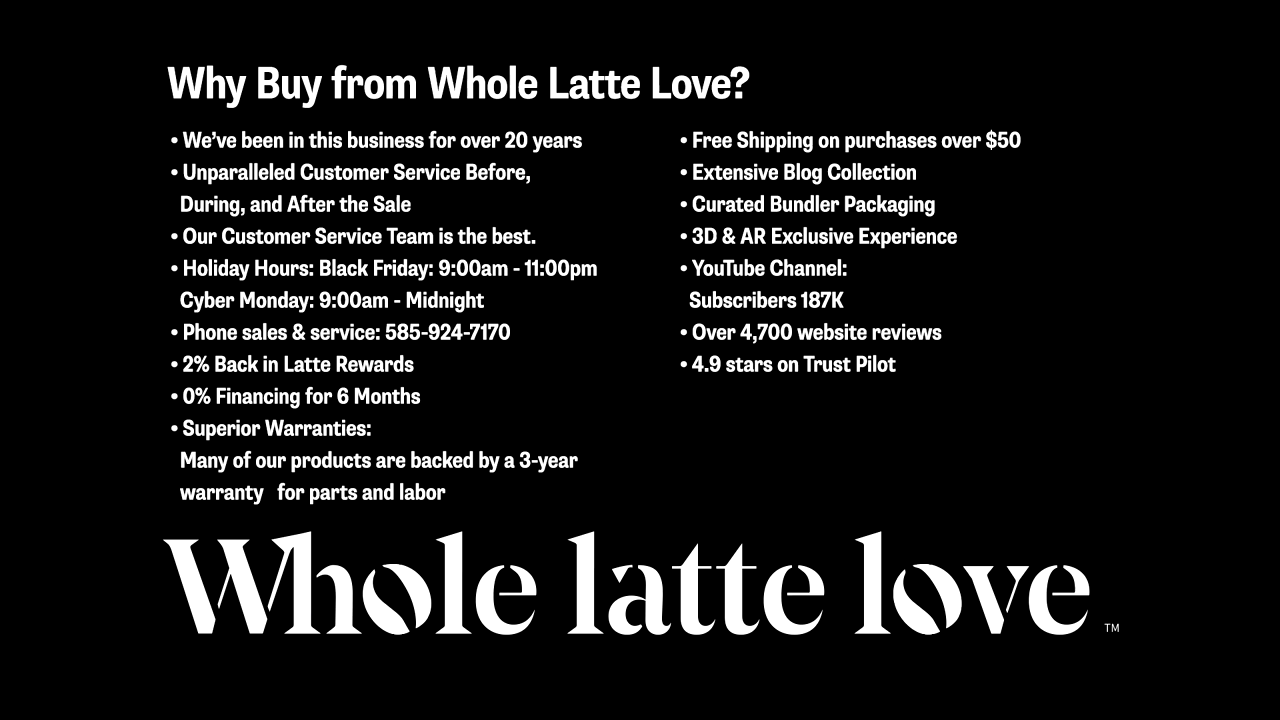 Why Buy from Whole Latte Love?
• We’ve been in this business for over 20 years
• Unparalleled Customer Service Before,
During, and After the Sale
• Our Customer Service Team is the best.
• Holiday Hours: Black Friday: 9:00am - 11:00pm
Cyber Monday: 9:00am - Midnight
• Phone sales & service: 585-924-7170
• 2% Back in Latte Rewards
• 0% Financing for 6 Months
• Superior Warranties:
Many of our products are backed by a 3-year
warranty for parts and labor
• Free Shipping on purchases over $50
• Extensive Blog Collection
• Curated Bundler Packaging
• 3D & AR Exclusive Experience
• YouTube Channel:
Subscribers 187K
• Over 4,700 website reviews
• 4.9 stars on Trust Pilot
Whole latte love ™